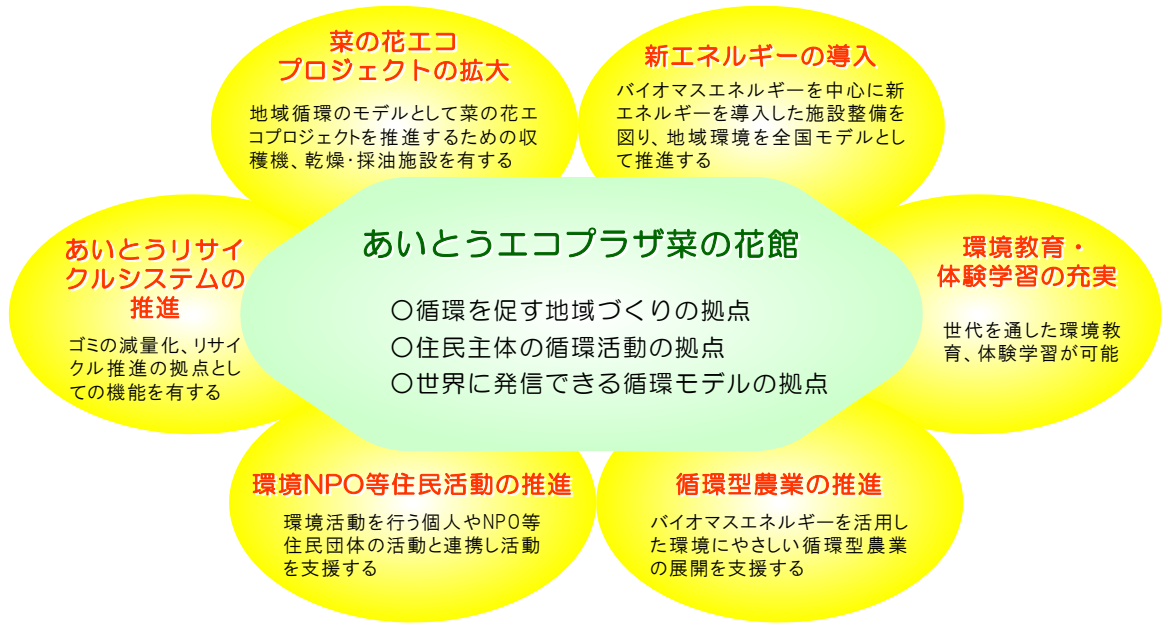 菜の花エコ
プロジェクトの拡大
地域循環のモデルとして菜の花エ
コプロジェクトを推進するための収
穫機、乾燥・採油施設を有する
新エネルギーの導入
バイオマスエネルギーを中心に新
エネルギーを導入した施設整備を
図り、地域環境を全国モデルとし
て推進する
あいとうリサイ
クルシステムの
推進
ゴミの減量化、リサイ
クル推進の拠点とし
ての機能を有する
あいとうエコプラザ菜の花館
〇循環を促す地域づくりの拠点
〇住民主体の循環活動の拠点
〇世界に発信できる循環モデルの拠点
環境教育・
体験学習の充実
世代を通した環境教
育、体験学習が可能
環境NPO等住民活動の推進
環境活動を行う個人やNPO等
住民団体の活動と連携し活動
を支援する
循環型農業の推進
バイオマスエネルギーを活用し
た環境にやさしい循環型農業
の展開を支援する